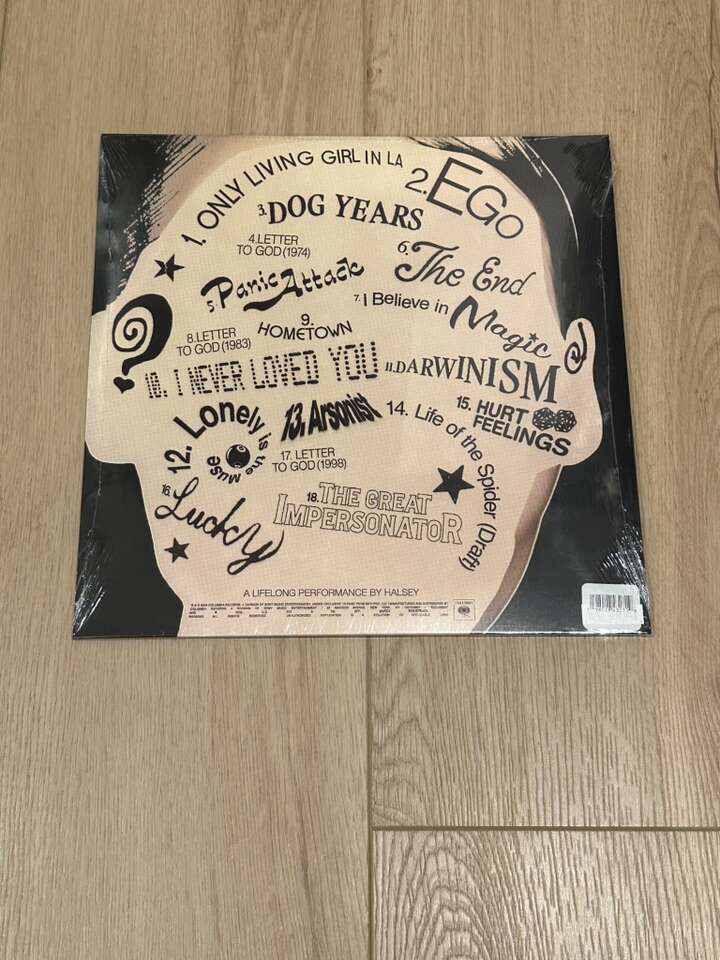 1. ONLY LIVING GIRL IN LA
2. EGO
3. DOG YEARS
4. LETTER
TO GOD (1974)
5. Panic Attack
6. The End
7. I Believe in Magic
8. LETTER
TO GOD (1983)
9.
HOMETOWN
10. I NEVER LOVED YOU
11. DARWINISM
12. Lonely is the Muse
13. Arsonist
14. Life of the Spider (Draft)
15. HURT
FEELINGS
16. Lucky
17. LETTER
TO GOD (1998)
18. THE GREAT
IMPERSONATOR
A LIFELONG PERFORMANCE BY HALSEY